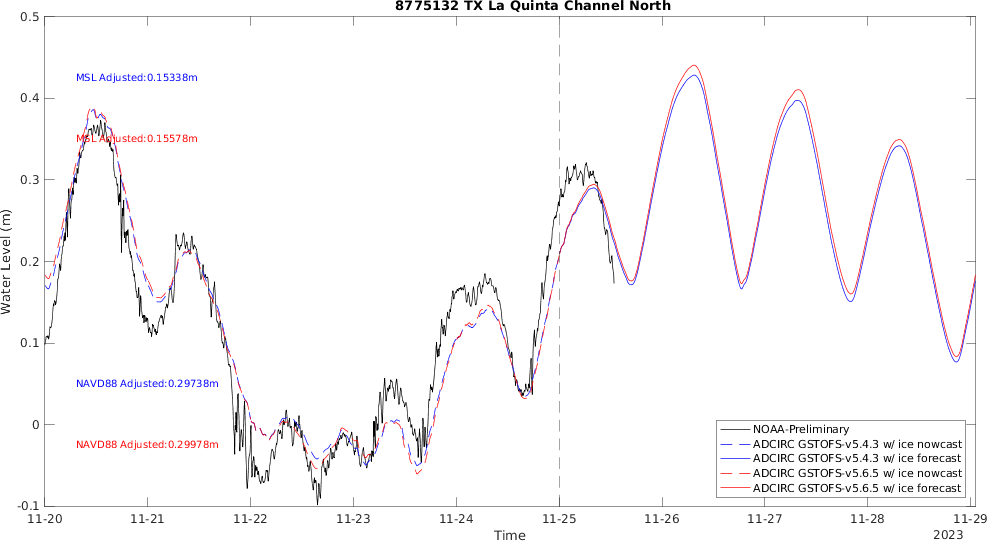 8775132 TX La Quinta Channel North
0.5
MSL Adjusted:0.15338m
0.4
MSL Adjusted:0.15578m
0.3
0.2
Water Level (m)
0.1
NAVD88 Adjusted:0.29738m
0
NAVD88 Adjusted:0.29978m
NOAA-Preliminary
ADCIRC GSTOFS-v5.4.3 w/ ice nowcast
ADCIRC GSTOFS-v5.4.3 w/ ice forecast
ADCIRC GSTOFS-v5.6.5 w/ ice nowcast
ADCIRC GSTOFS-v5.6.5 w/ ice forecast
-0.1
11-20 11-21 11-22 11-23 11-24 11-25 11-26 11-27 11-28 11-29
Time
2023